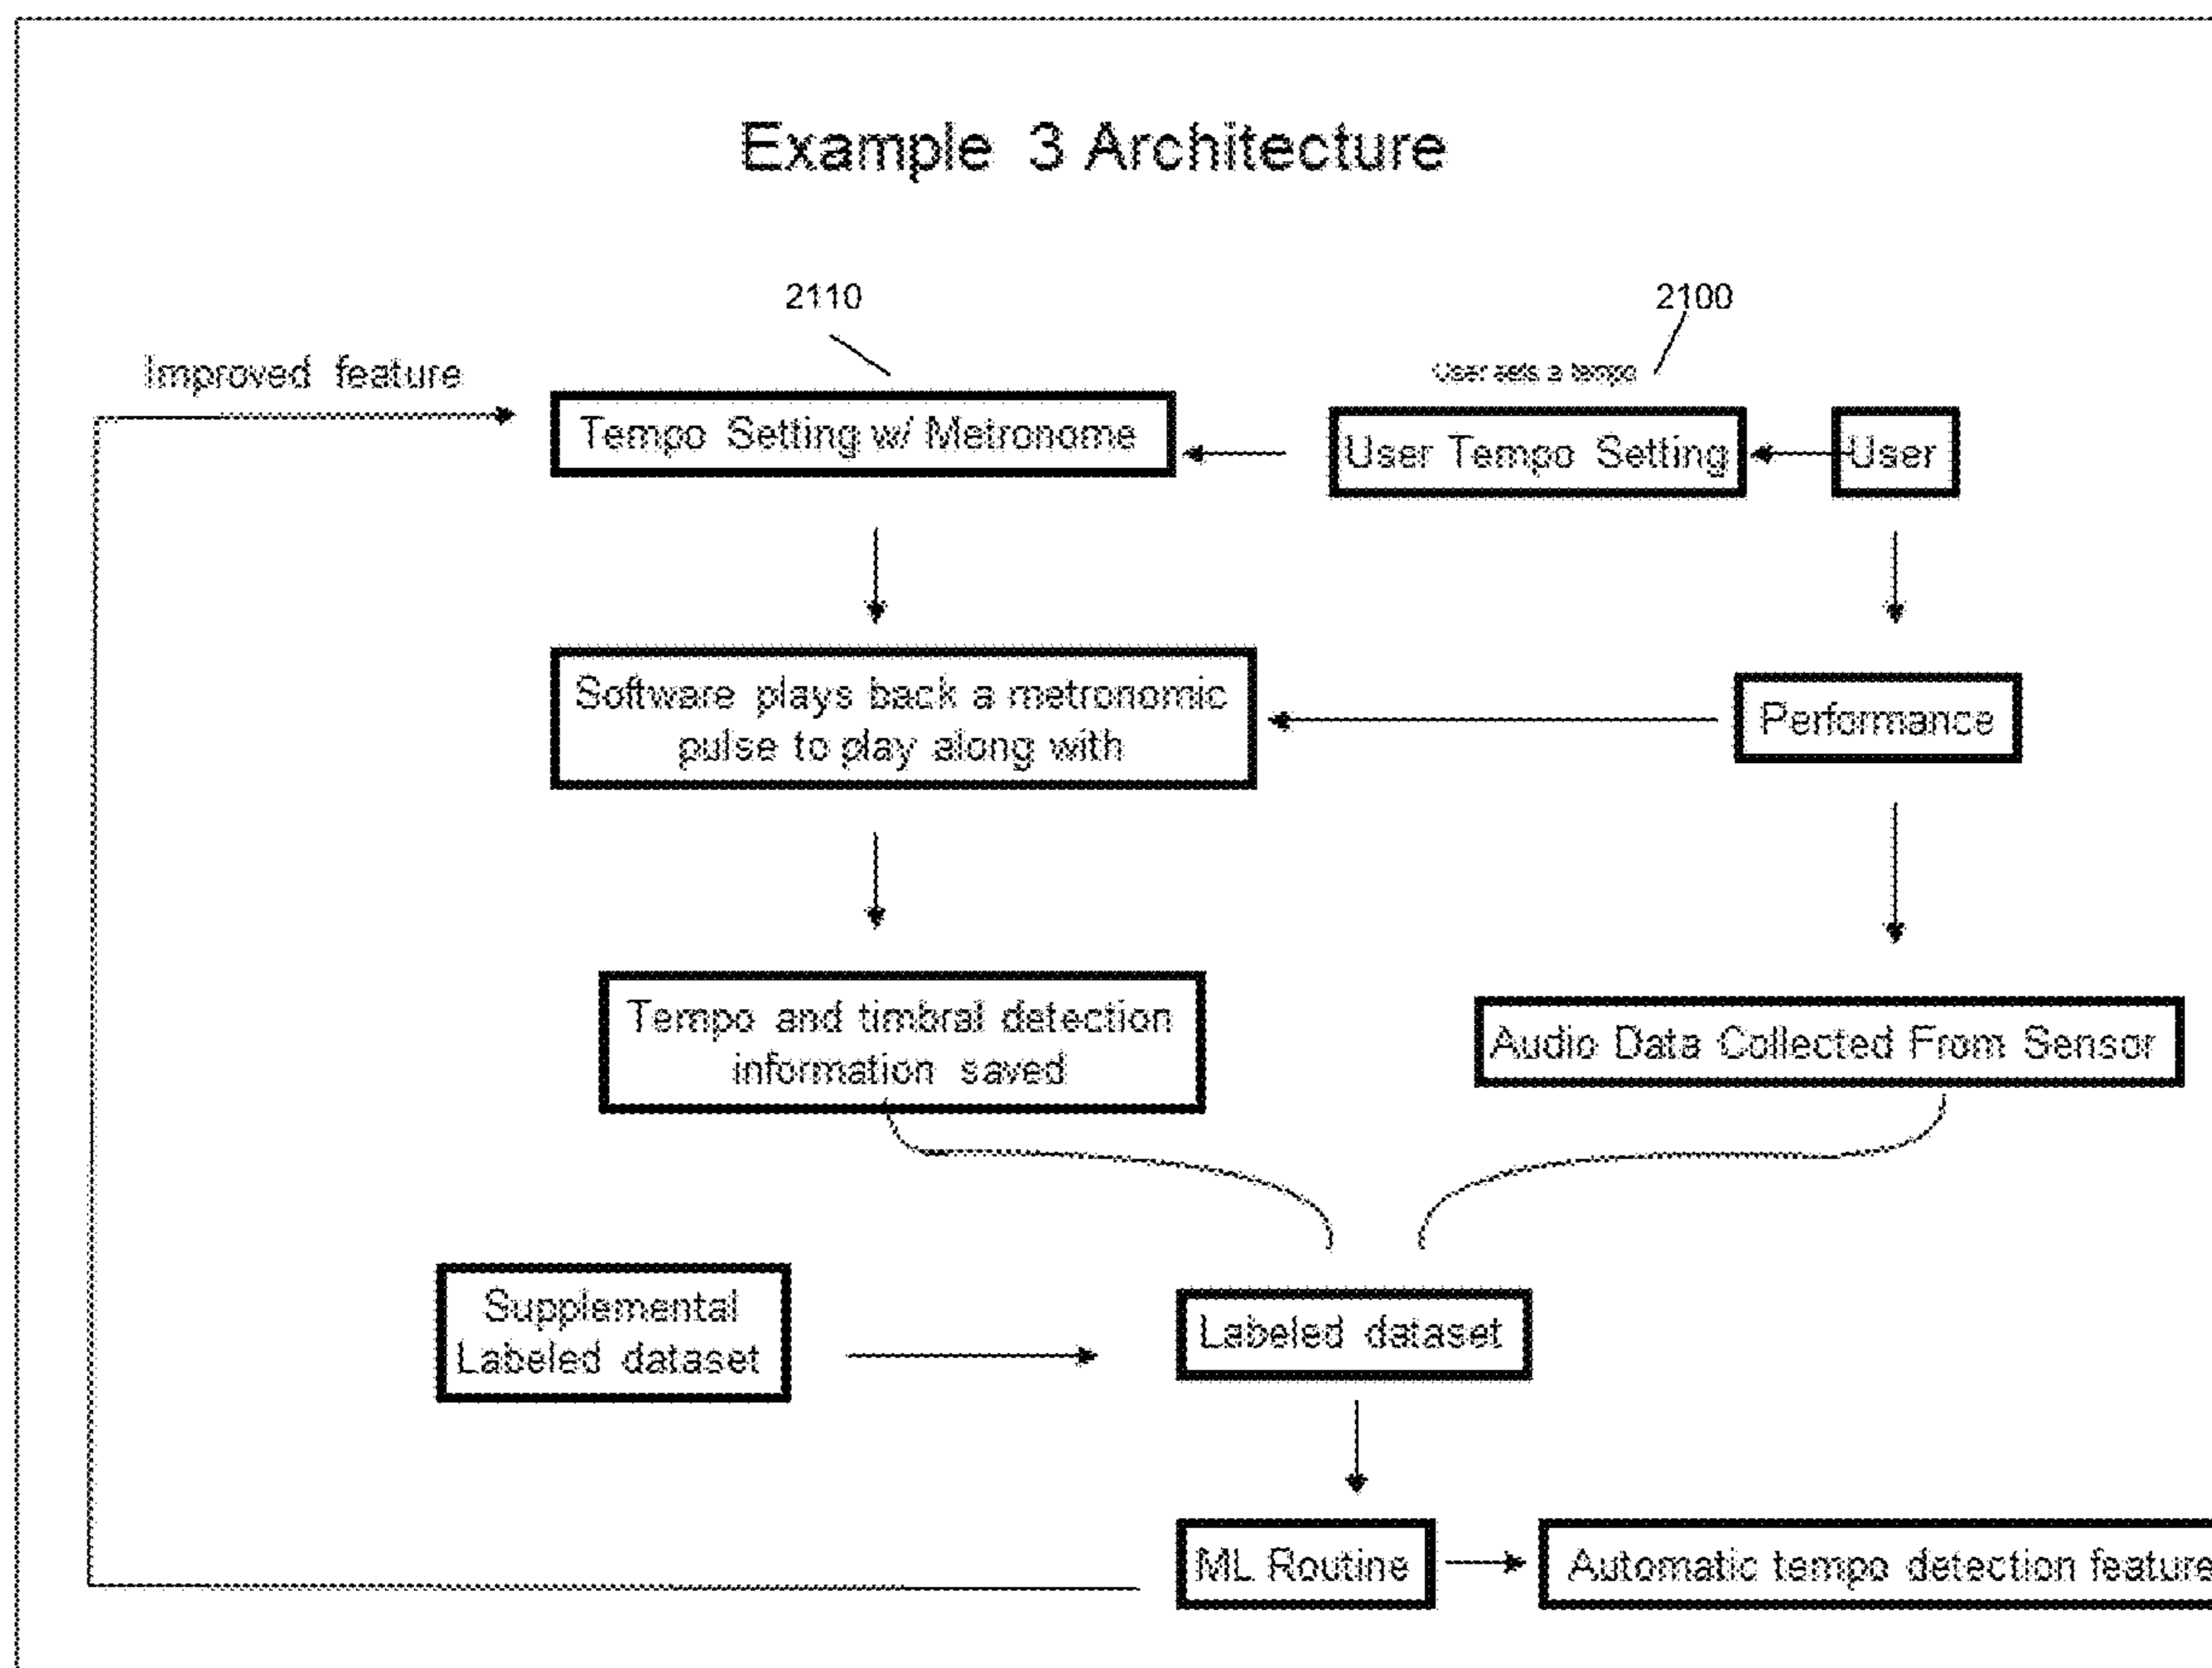 Example 3 Architecture
2110
2100
Improved feature
User sets a tempo
Tempo Setting w/ Metronome
User Tempo Setting
User
Software plays back a metronomic
pulse to play along with
Performance
Tempo and timbral detection
information saved
Audio Data Collected From Sensor
Supplemental
Labeled dataset
Labeled dataset
ML Routine
Automatic tempo detection feature